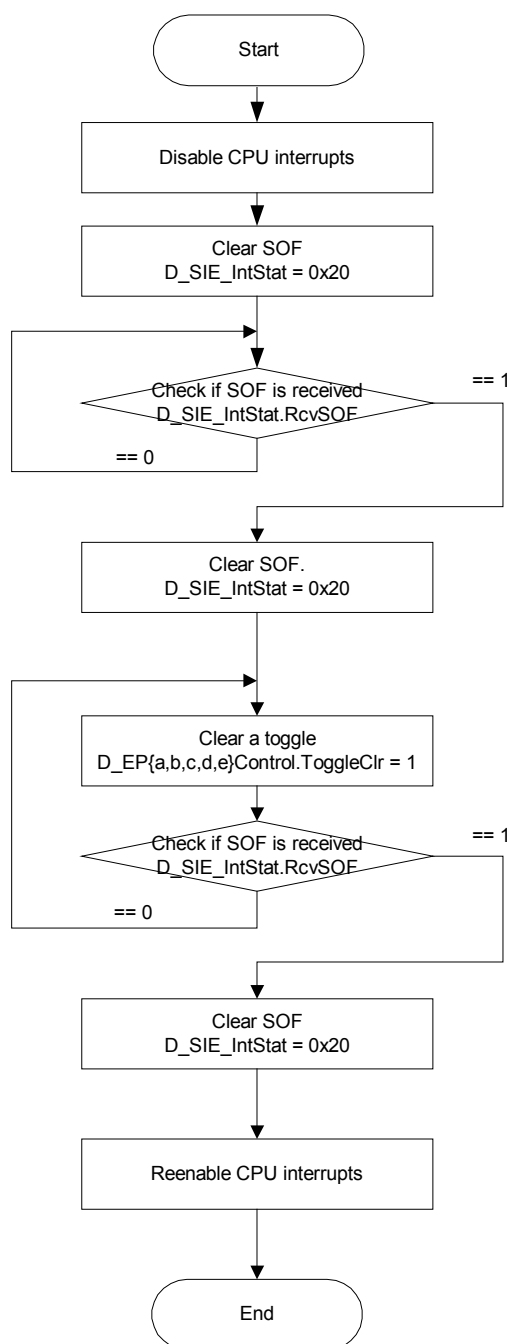 Start
Disable CPU interrupts
Clear SOF
D_SIE_IntStat = 0x20
Check if SOF is received
D_SIE_IntStat.RcvSOF
== 1
== 0
Clear SOF.
D_SIE_IntStat = 0x20
Clear a toggle
D_EP{a,b,c,d,e}Control.ToggleClr = 1
Check if SOF is received
D_SIE_IntStat.RcvSOF
== 1
== 0
Clear SOF
D_SIE_IntStat = 0x20
Reenable CPU interrupts
End